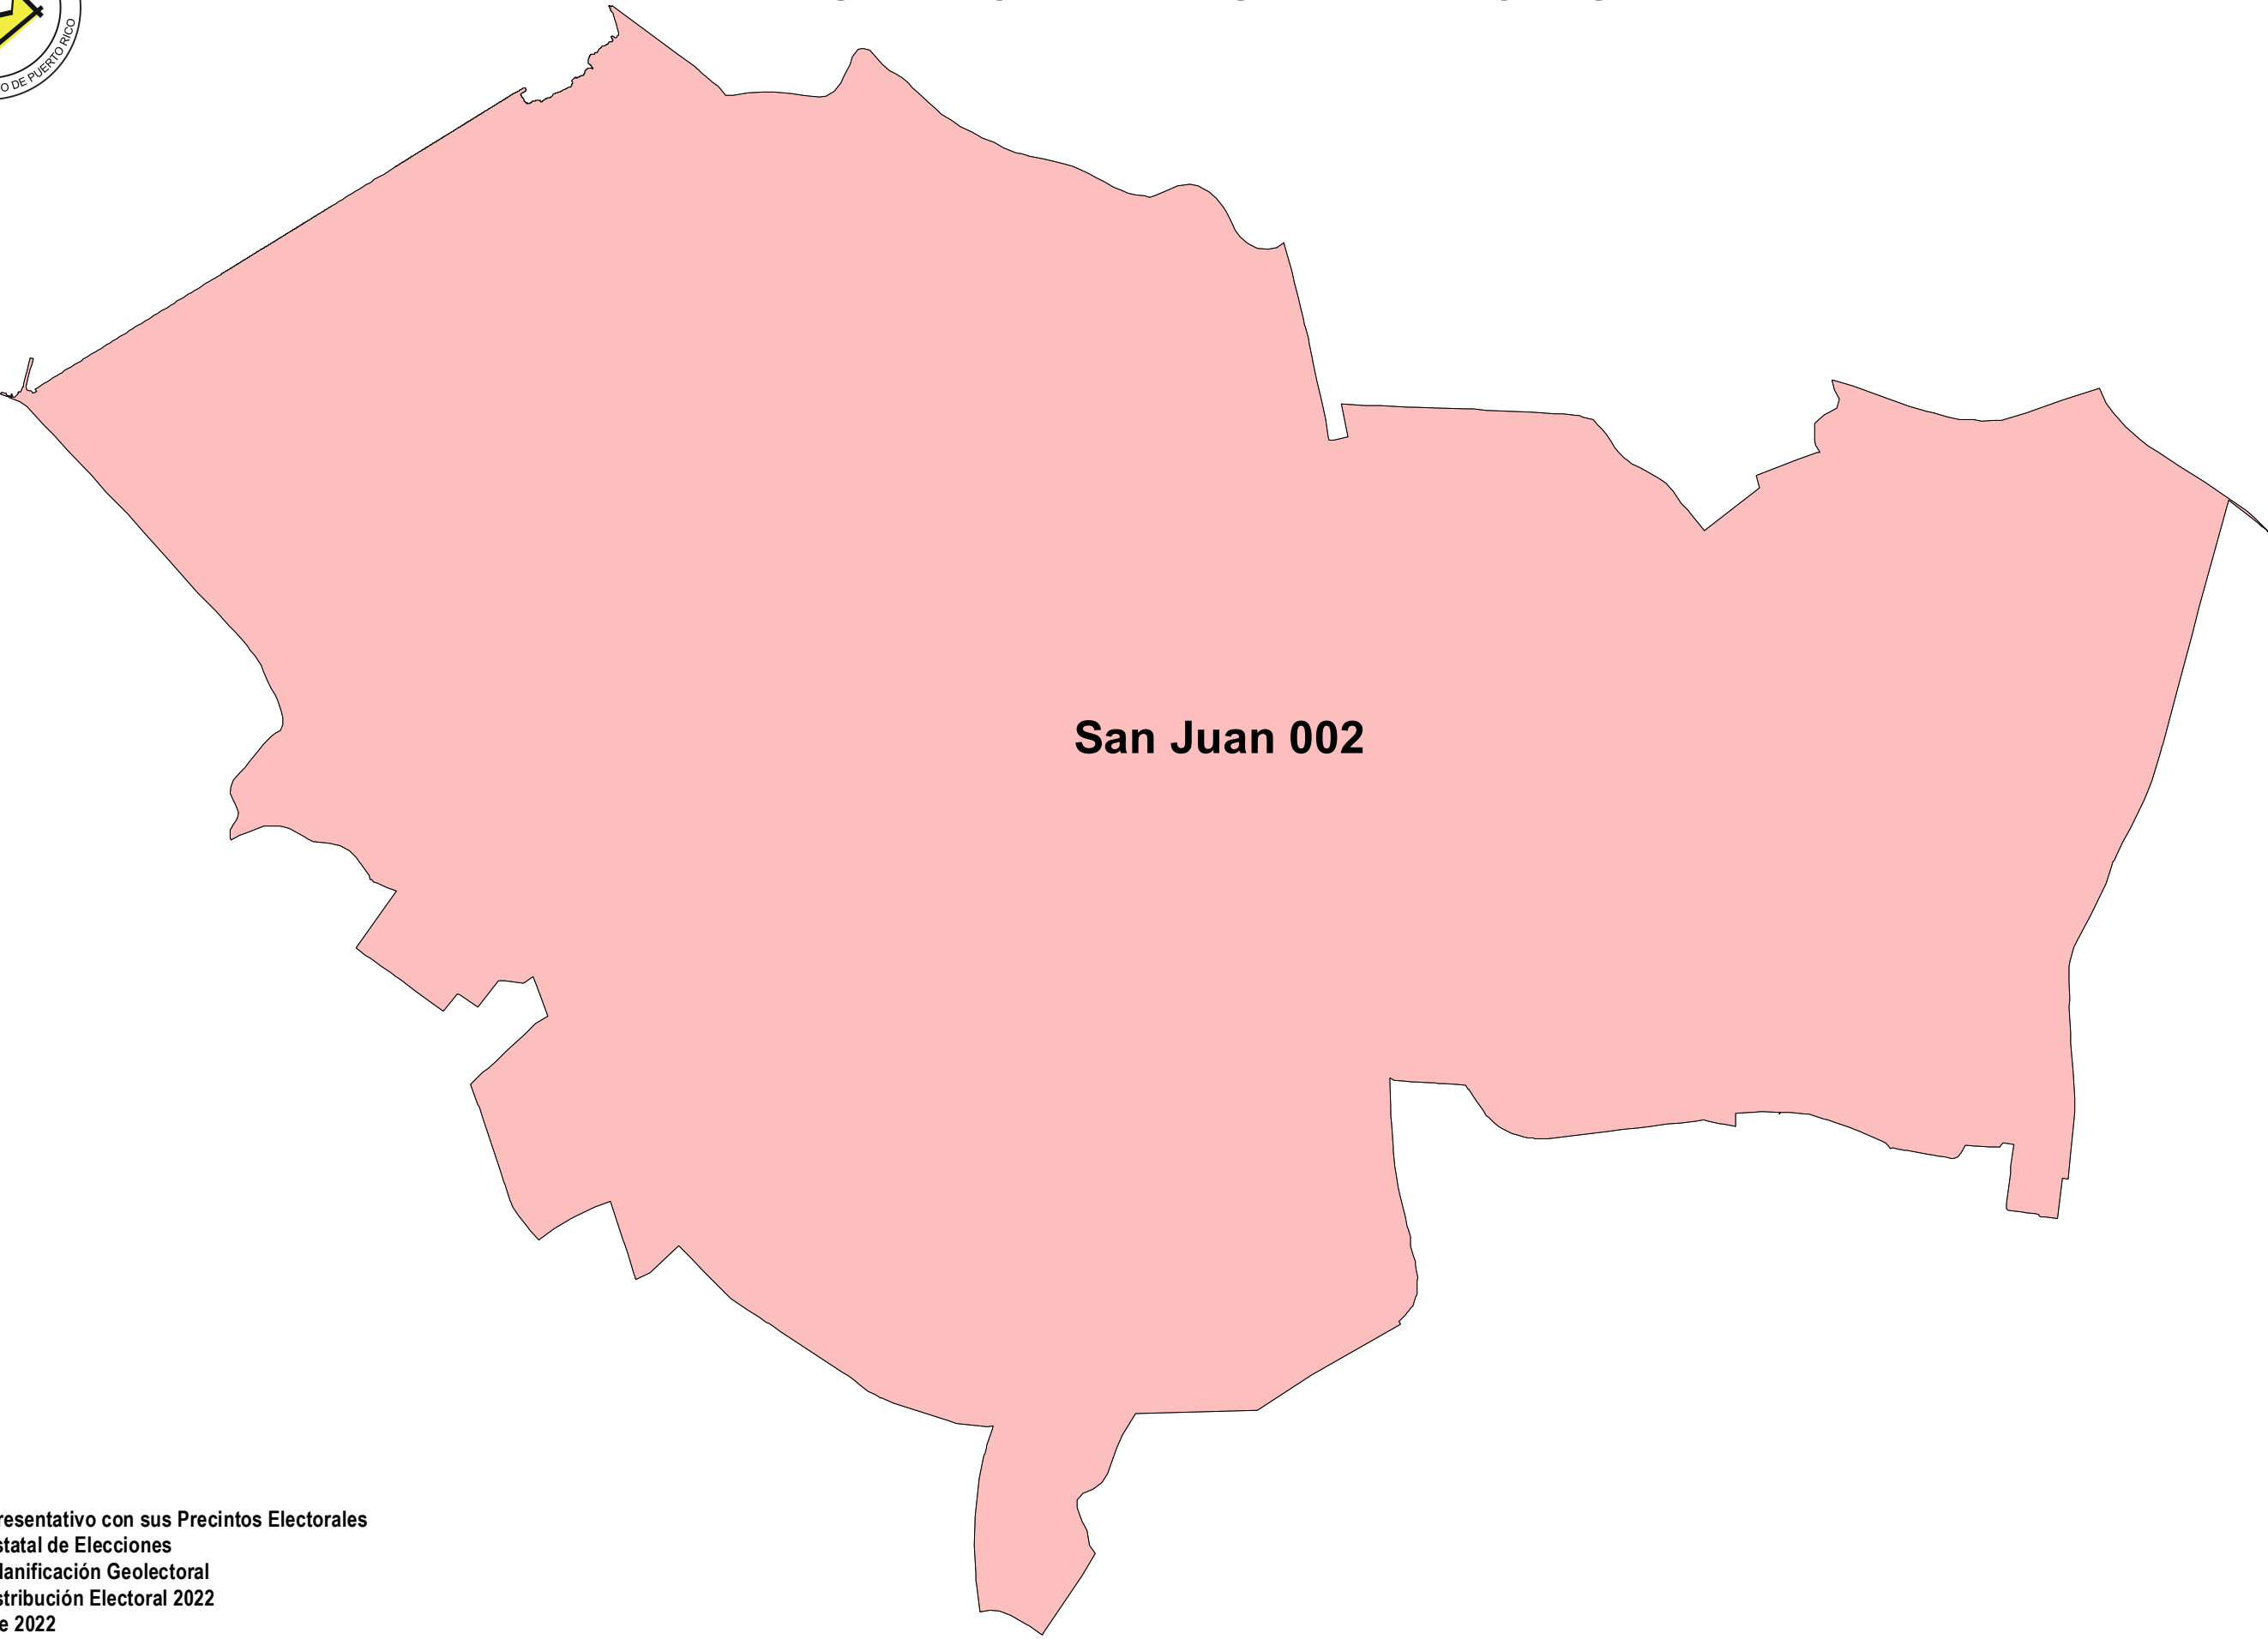 O DE PUERTO RICO
San Juan 002
resentativo con sus Precintos Electorales
statal de Elecciones
lanificación Geolectoral
stribución Electoral 2022
e 2022